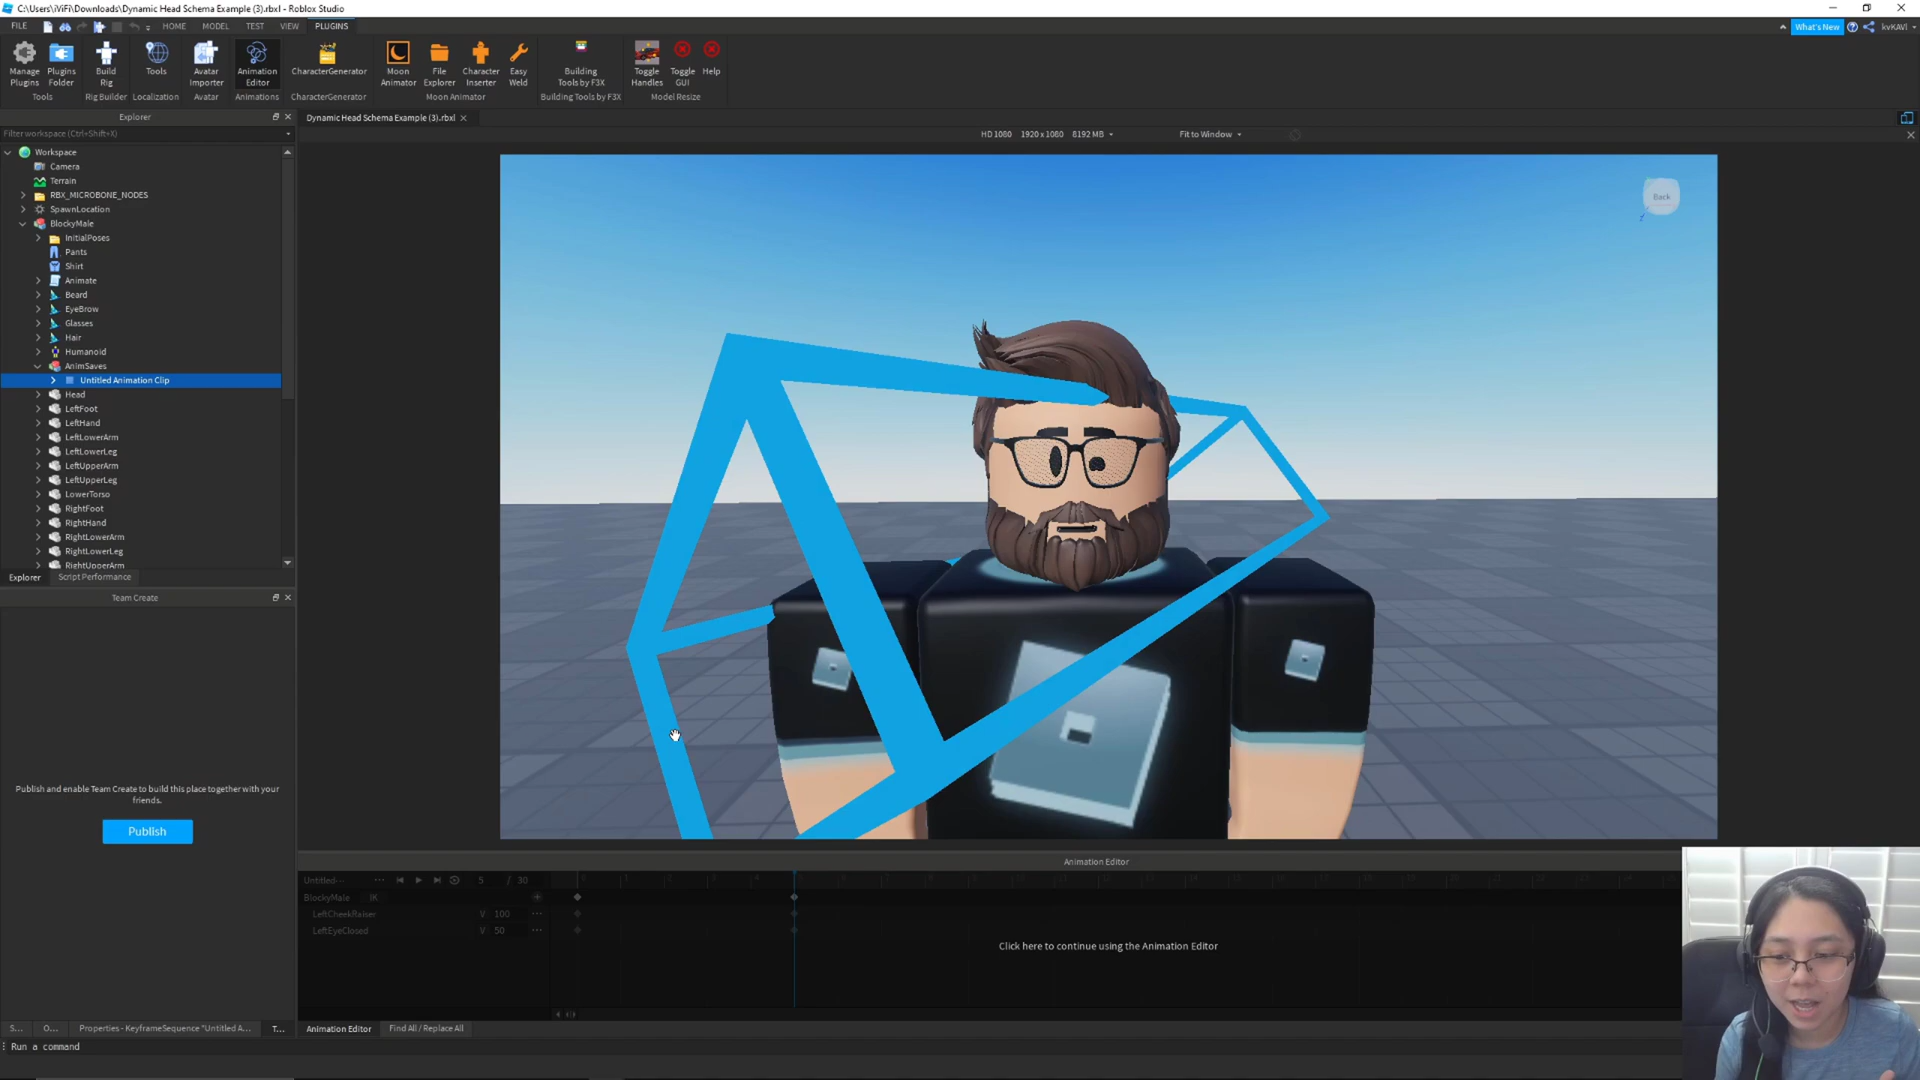 C:\Users\iViFi\Downloads\Dynamic Head Schema Example (3).rbxl - Roblox Studio
FILE HOME MODEL TEST VIEW PLUGINS What's New kvKAVi
Manage Plugins
Plugins Folder
Build Rig
Tools
Avatar Importer
Animation Editor
CharacterGenerator
Moon Animator
File Explorer
Character Inserter
Easy Weld
Building Tools by F3X
Toggle Handles
Toggle GUI
Help
Tools Rig Builder Localization Avatar Animations CharacterGenerator Moon Animator Building Tools by F3X Model Resize
Explorer
Dynamic Head Schema Example (3).rbxl
Filter workspace (Ctrl+Shift+X)
HD 1080 1920 x 1080 8192 MB Fit to Window
Workspace
Camera
Terrain
RBX_MICROBONE_NODES
SpawnLocation
BlockyMale
InitialPoses
Pants
Shirt
Animate
Beard
EyeBrow
Glasses
Hair
Humanoid
AnimSaves
Untitled Animation Clip
Head
LeftFoot
LeftHand
LeftLowerArm
LeftLowerLeg
LeftUpperArm
LeftUpperLeg
LowerTorso
RightFoot
RightHand
RightLowerArm
RightLowerLeg
RightUpperArm
Back
Explorer Script Performance
Team Create
Publish and enable Team Create to build this place together with your
friends.
Publish
Animation Editor
Untitled··· 5 / 30
BlockyMale IK
LeftCheekRaiser V 100
LeftEyeClosed V 50
Click here to continue using the Animation Editor
S... O... Properties - KeyframeSequence "Untitled A... T...
Animation Editor Find All / Replace All
Run a command